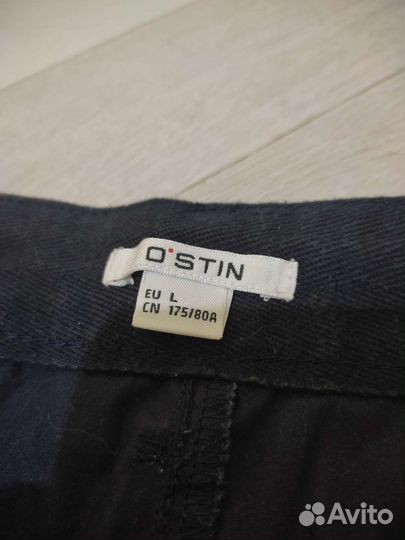 O'STIN
EU L
CN 175/80A
Avito